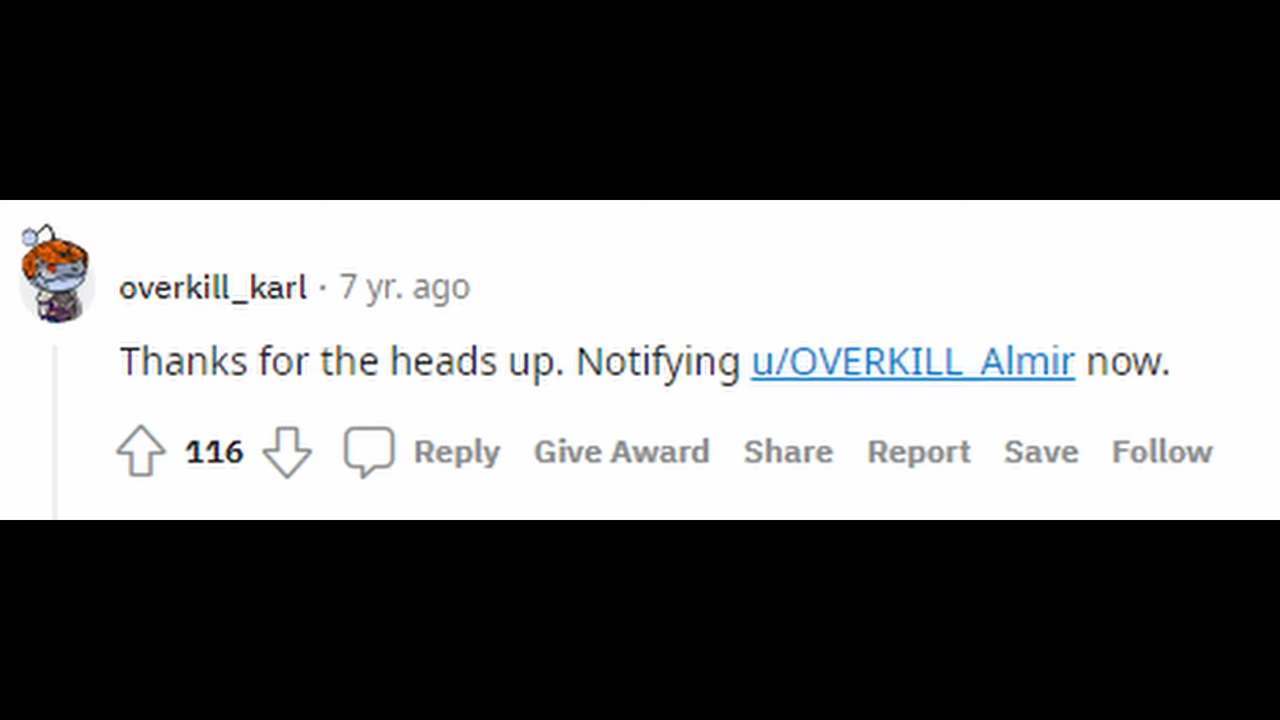 overkill_karl · 7 yr. ago
Thanks for the heads up. Notifying u/OVERKILL_Almir now.
116 Reply Give Award Share Report Save Follow